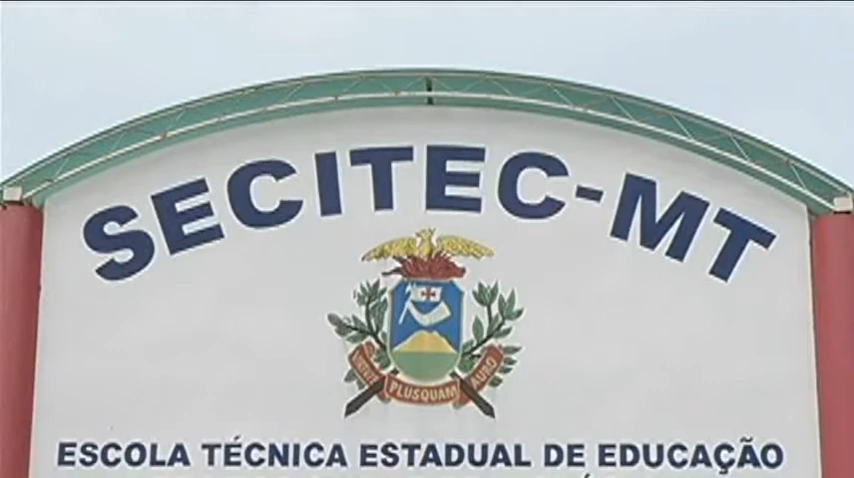 SECITEC-MT
VIRTUTE PLUSQUAM AURO
ESCOLA TÉCNICA ESTADUAL DE EDUCAÇÃO